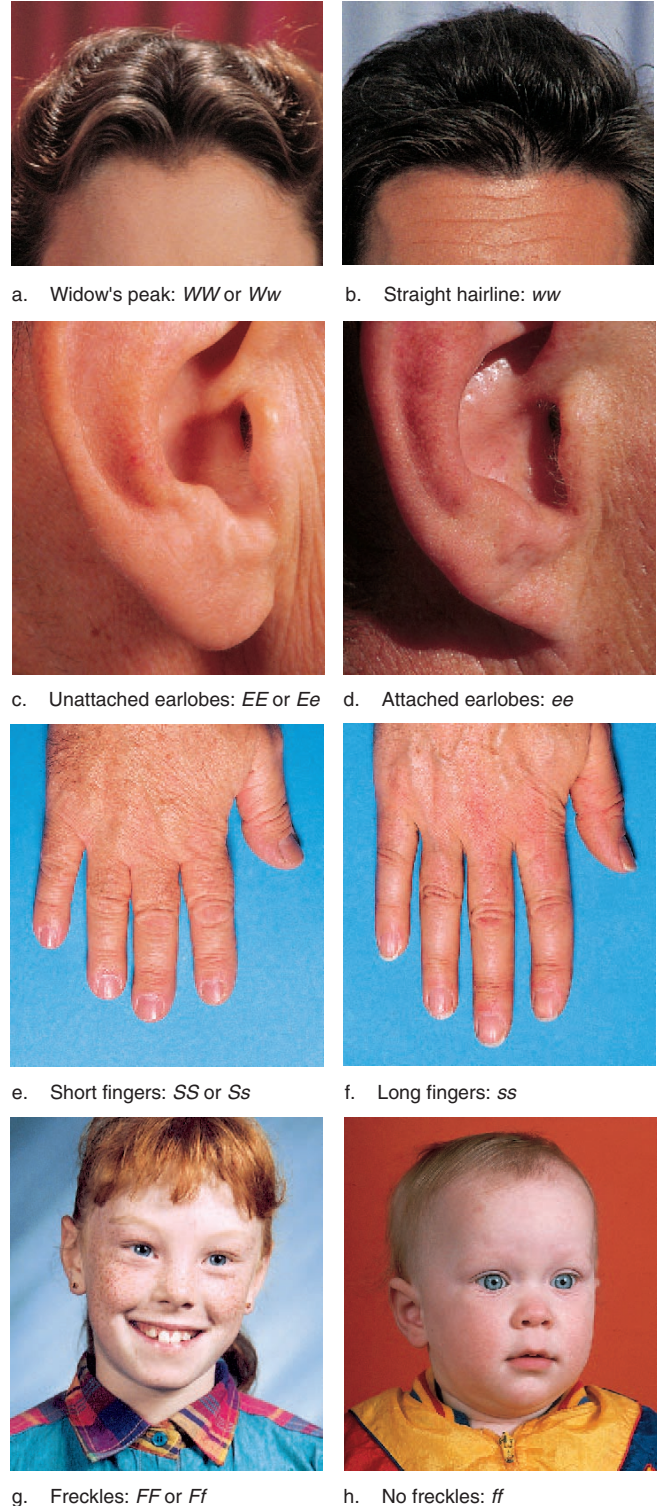 a. Widow's peak: WW or Ww
b. Straight hairline: ww
c. Unattached earlobes: EE or Ee
d. Attached earlobes: ee
e. Short fingers: SS or Ss
f. Long fingers: ss
g. Freckles: FF or Ff
h. No freckles: ff